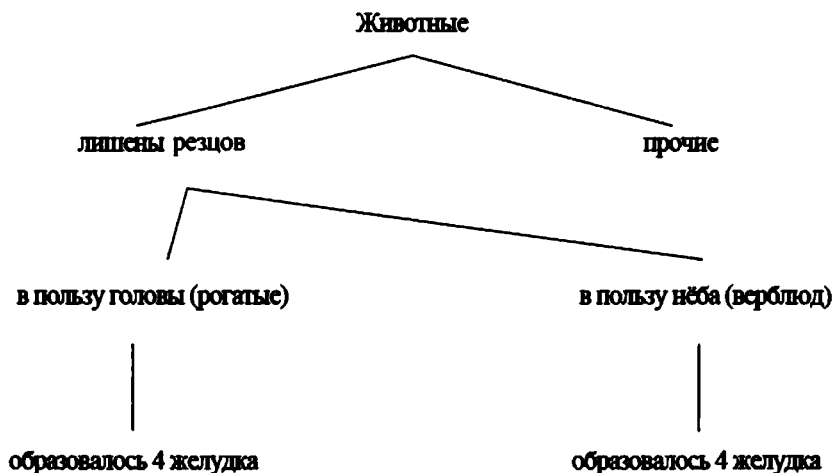 Животные
лишены резцов прочие
в пользу головы (рогатые) в пользу нёба (верблюд)
образовалось 4 желудка образовалось 4 желудка